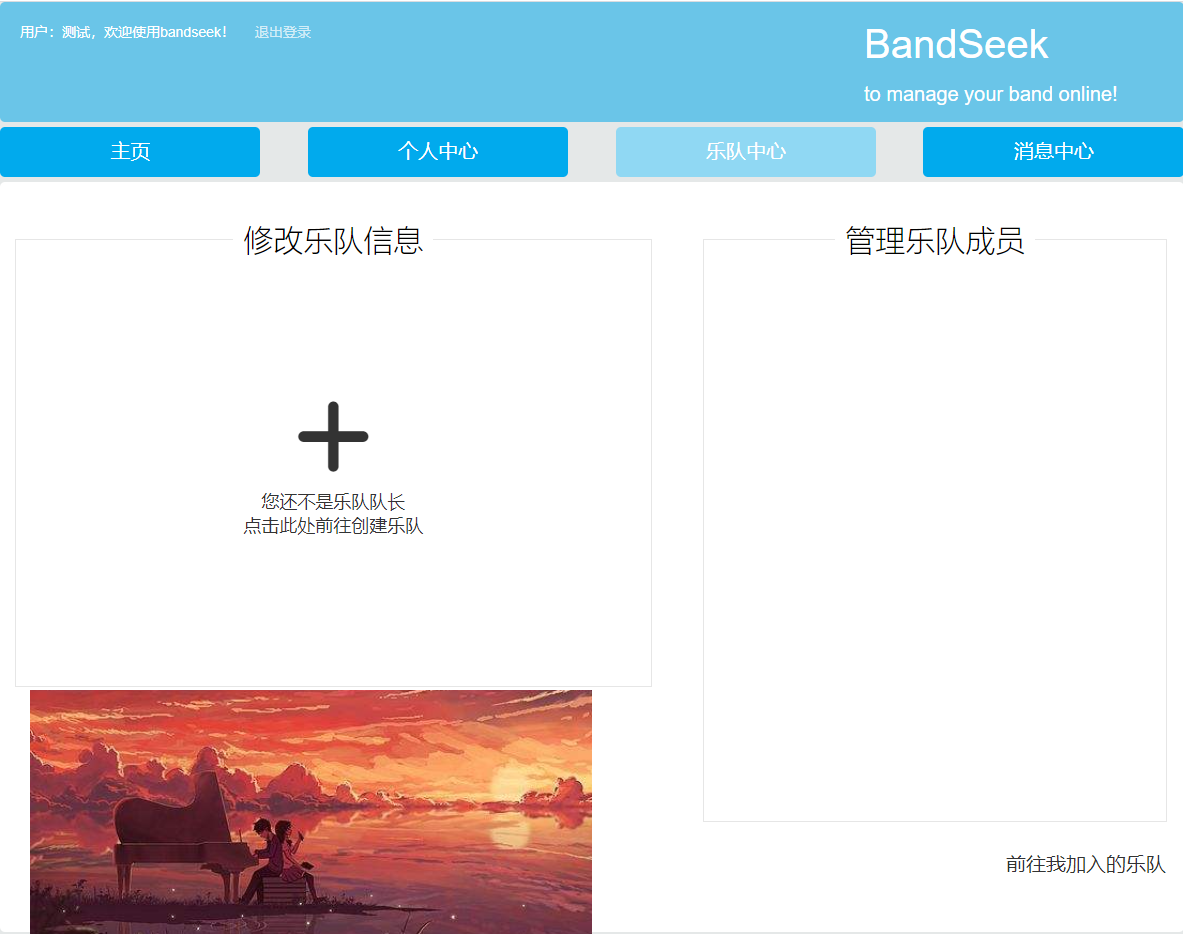 用户：测试，欢迎使用bandseek！ 退出登录
BandSeek
to manage your band online!
主页 个人中心 乐队中心 消息中心
修改乐队信息
您还不是乐队队长
点击此处前往创建乐队
管理乐队成员
前往我加入的乐队